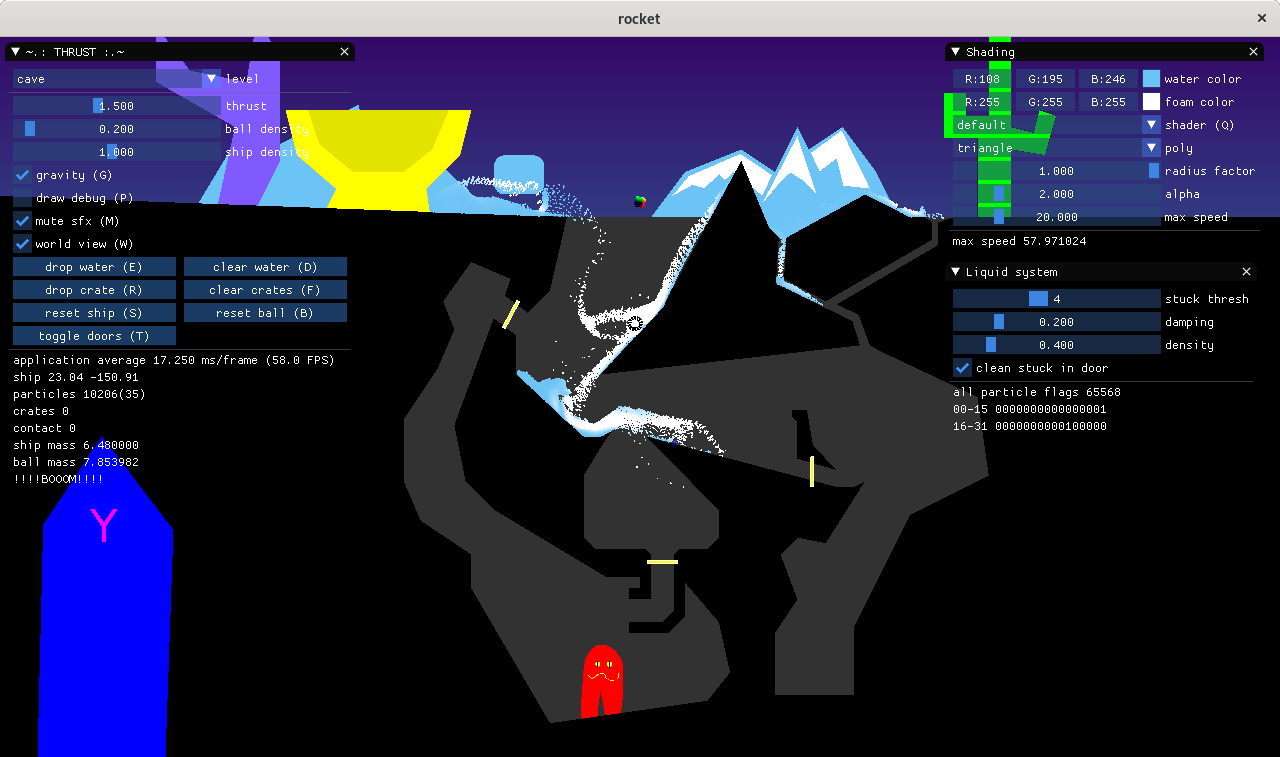 rocket
~.: THRUST :.~
cave level
1.500 thrust
0.200 ball density
1.000 ship density
gravity (G)
draw debug (P)
mute sfx (M)
world view (W)
drop water (E) clear water (D)
drop crate (R) clear crates (F)
reset ship (S) reset ball (B)
toggle doors (T)
application average 17.250 ms/frame (58.0 FPS)
ship 23.04 -150.91
particles 10206(35)
crates 0
contact 0
ship mass 6.480000
ball mass 7.853982
!!!!BOOOM!!!!
Y
Shading
R:108 G:195 B:246 water color
R:255 G:255 B:255 foam color
default shader (Q)
triangle poly
1.000 radius factor
2.000 alpha
20.000 max speed
max speed 57.971024
Liquid system
4 stuck thresh
0.200 damping
0.400 density
clean stuck in door
all particle flags 65568
00-15 0000000000000001
16-31 0000000000100000